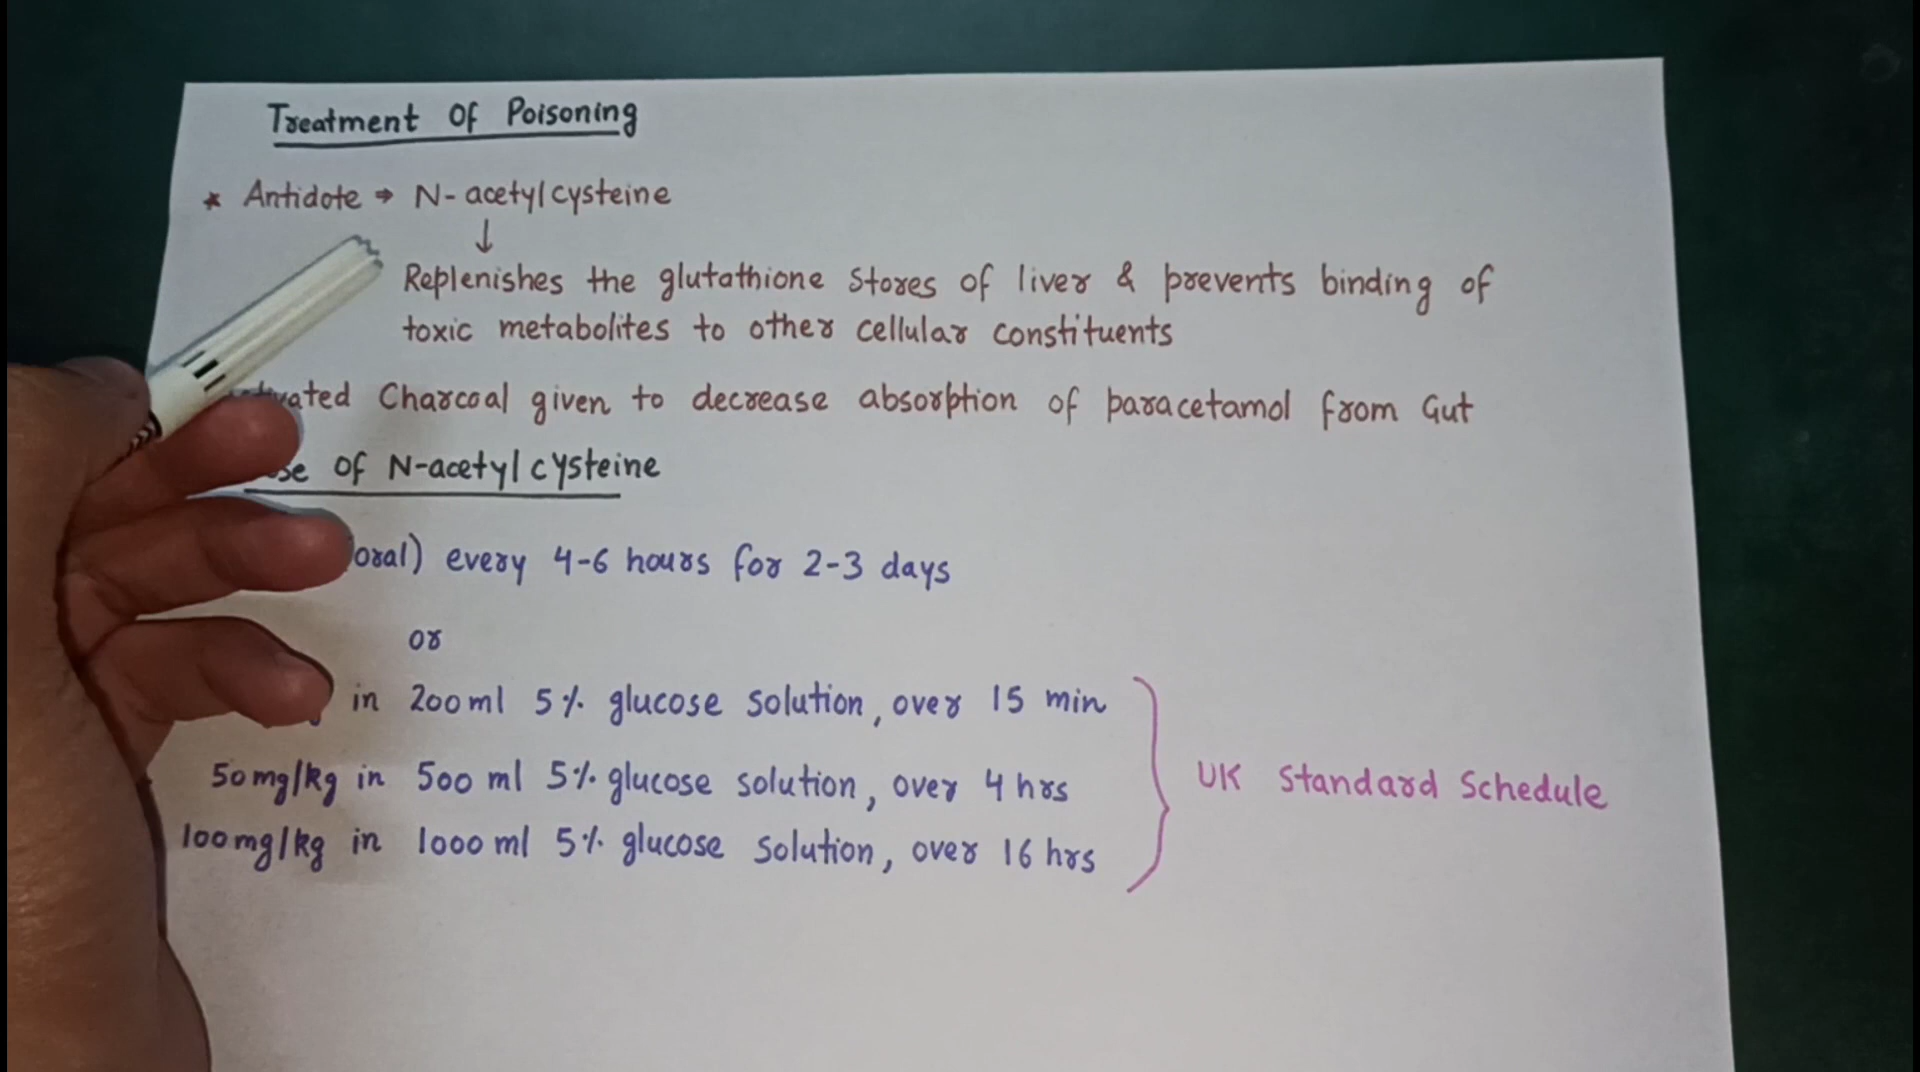 Treatment Of Poisoning
* Antidote → N-acetylcysteine
↓
Replenishes the glutathione stores of liver & prevents binding of
toxic metabolites to other cellular constituents
Charcoal given to decrease absorption of paracetamol from Gut
of N-acetylcysteine
oral) every 4-6 hours for 2-3 days
or
in 200ml 5% glucose solution, over 15 min
50mg/kg in 500 ml 5% glucose solution, over 4 hrs
100mg/kg in 1000 ml 5% glucose solution, over 16 hrs
UK Standard Schedule